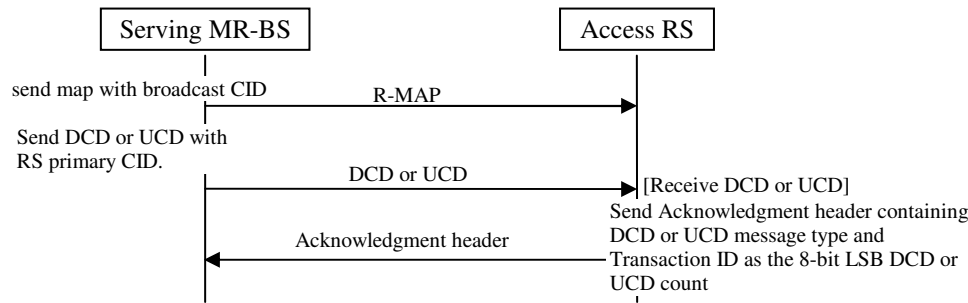 Serving MR-BS
Access RS
send map with broadcast CID
R-MAP
Send DCD or UCD with
RS primary CID.
DCD or UCD
[Receive DCD or UCD]
Send Acknowledgment header containing
DCD or UCD message type and
Transaction ID as the 8-bit LSB DCD or
UCD count
Acknowledgment header